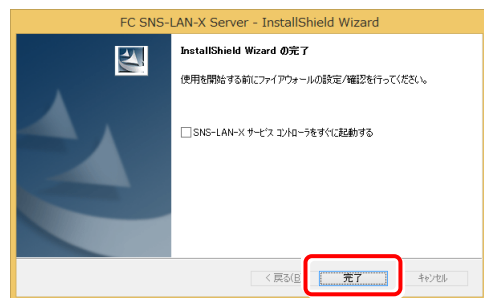 FC SNS-LAN-X Server - InstallShield Wizard
InstallShield Wizard の完了
使用を開始する前にファイアウォールの設定/確認を行ってください。
SNS-LAN-X サービス コントローラをすぐに起動する
< 戻る(B
完了
キャンセル